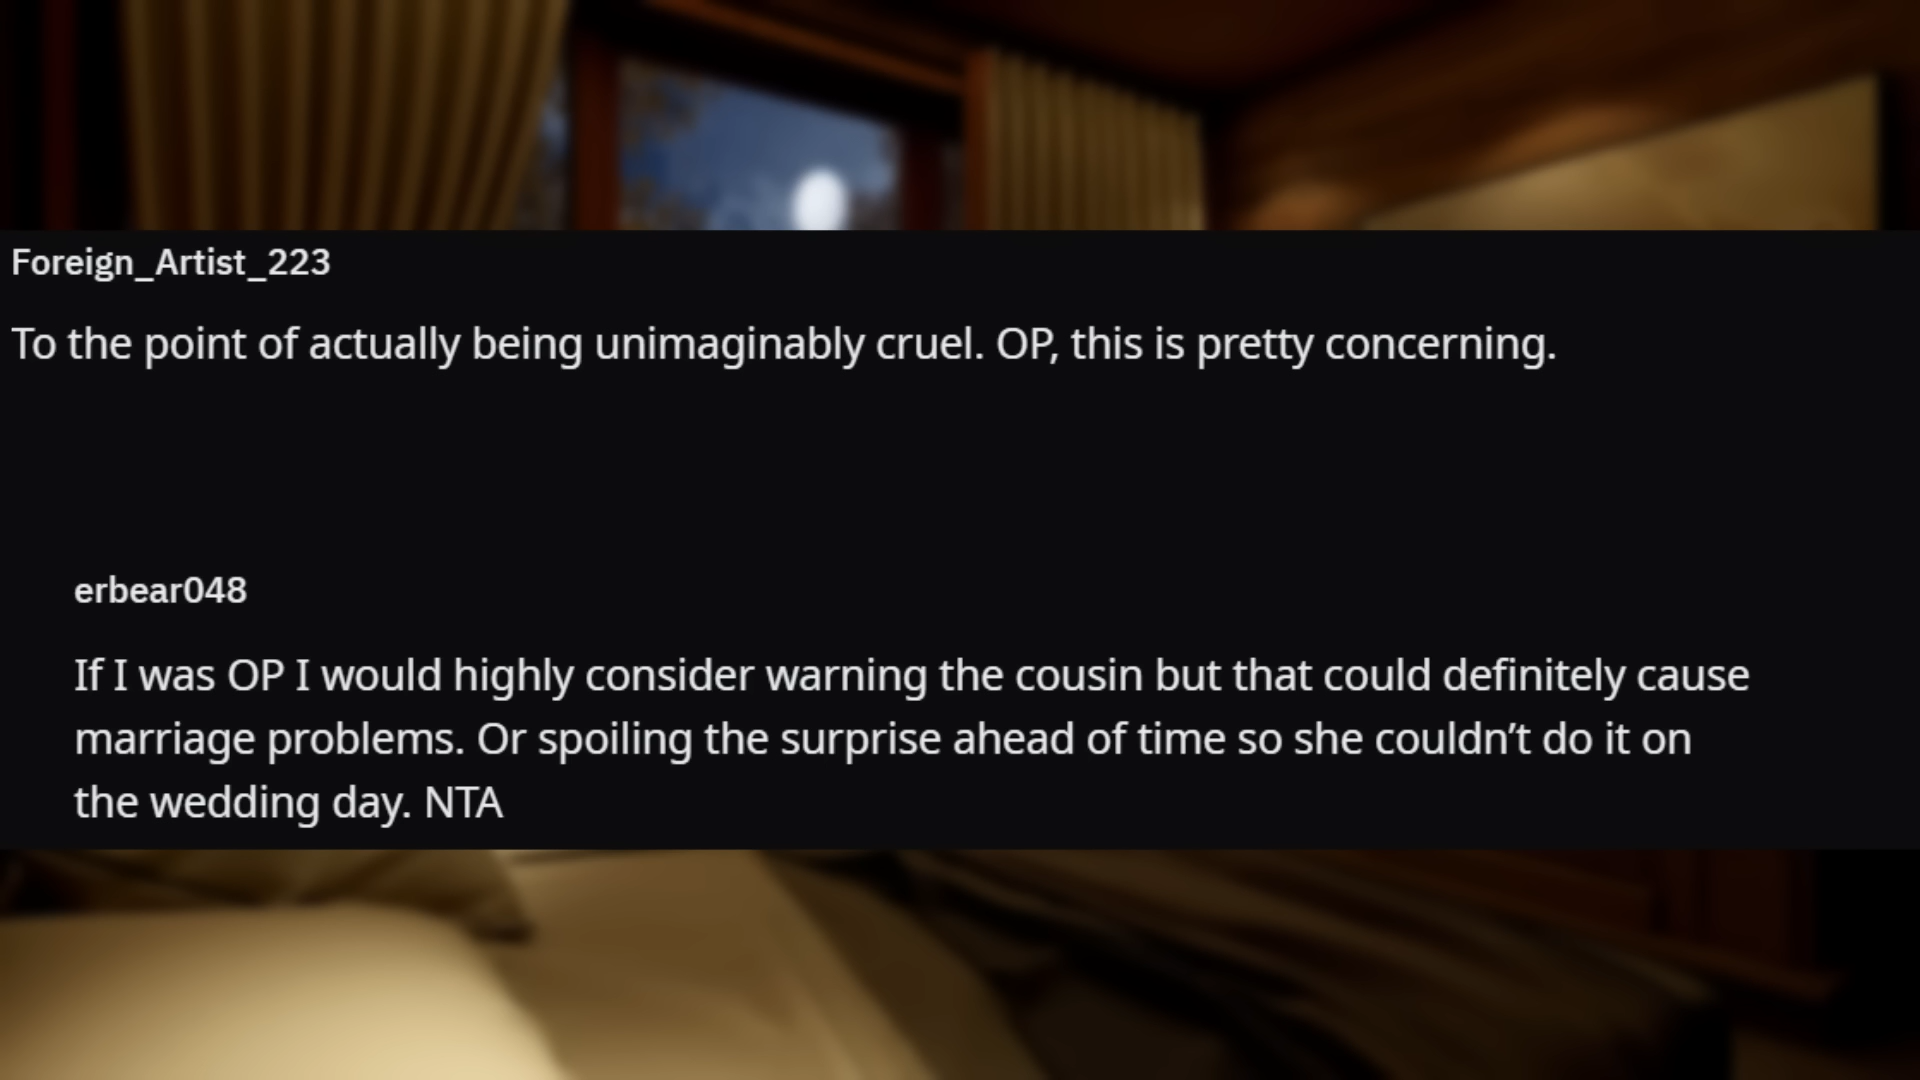 Foreign_Artist_223
To the point of actually being unimaginably cruel. OP, this is pretty concerning.
erbear048
If I was OP I would highly consider warning the cousin but that could definitely cause
marriage problems. Or spoiling the surprise ahead of time so she couldn’t do it on
the wedding day. NTA